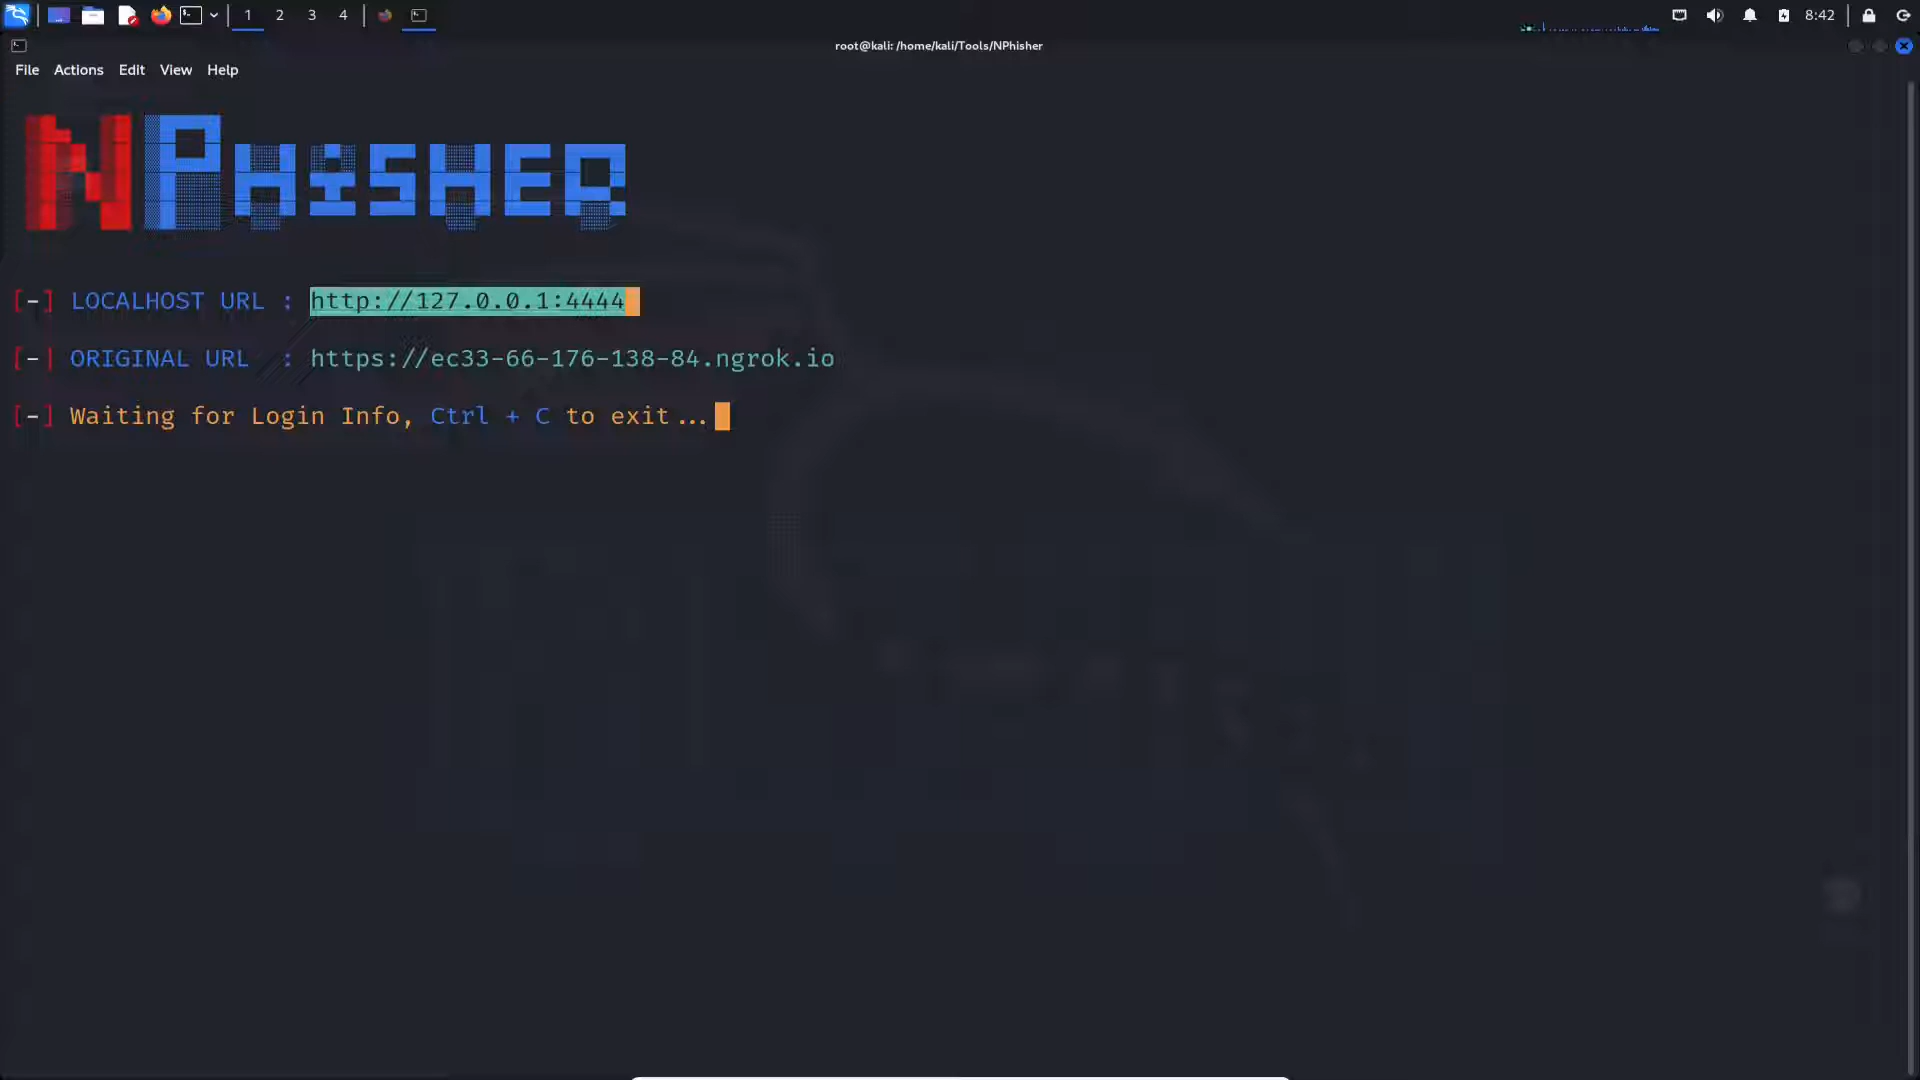 1 2 3 4 8:42
root@kali: /home/kali/Tools/NPhisher
File Actions Edit View Help
NPHISHER
[-] LOCALHOST URL : http://127.0.0.1:4444
[-] ORIGINAL URL : https://ec33-66-176-138-84.ngrok.io
[-] Waiting for Login Info, Ctrl + C to exit...